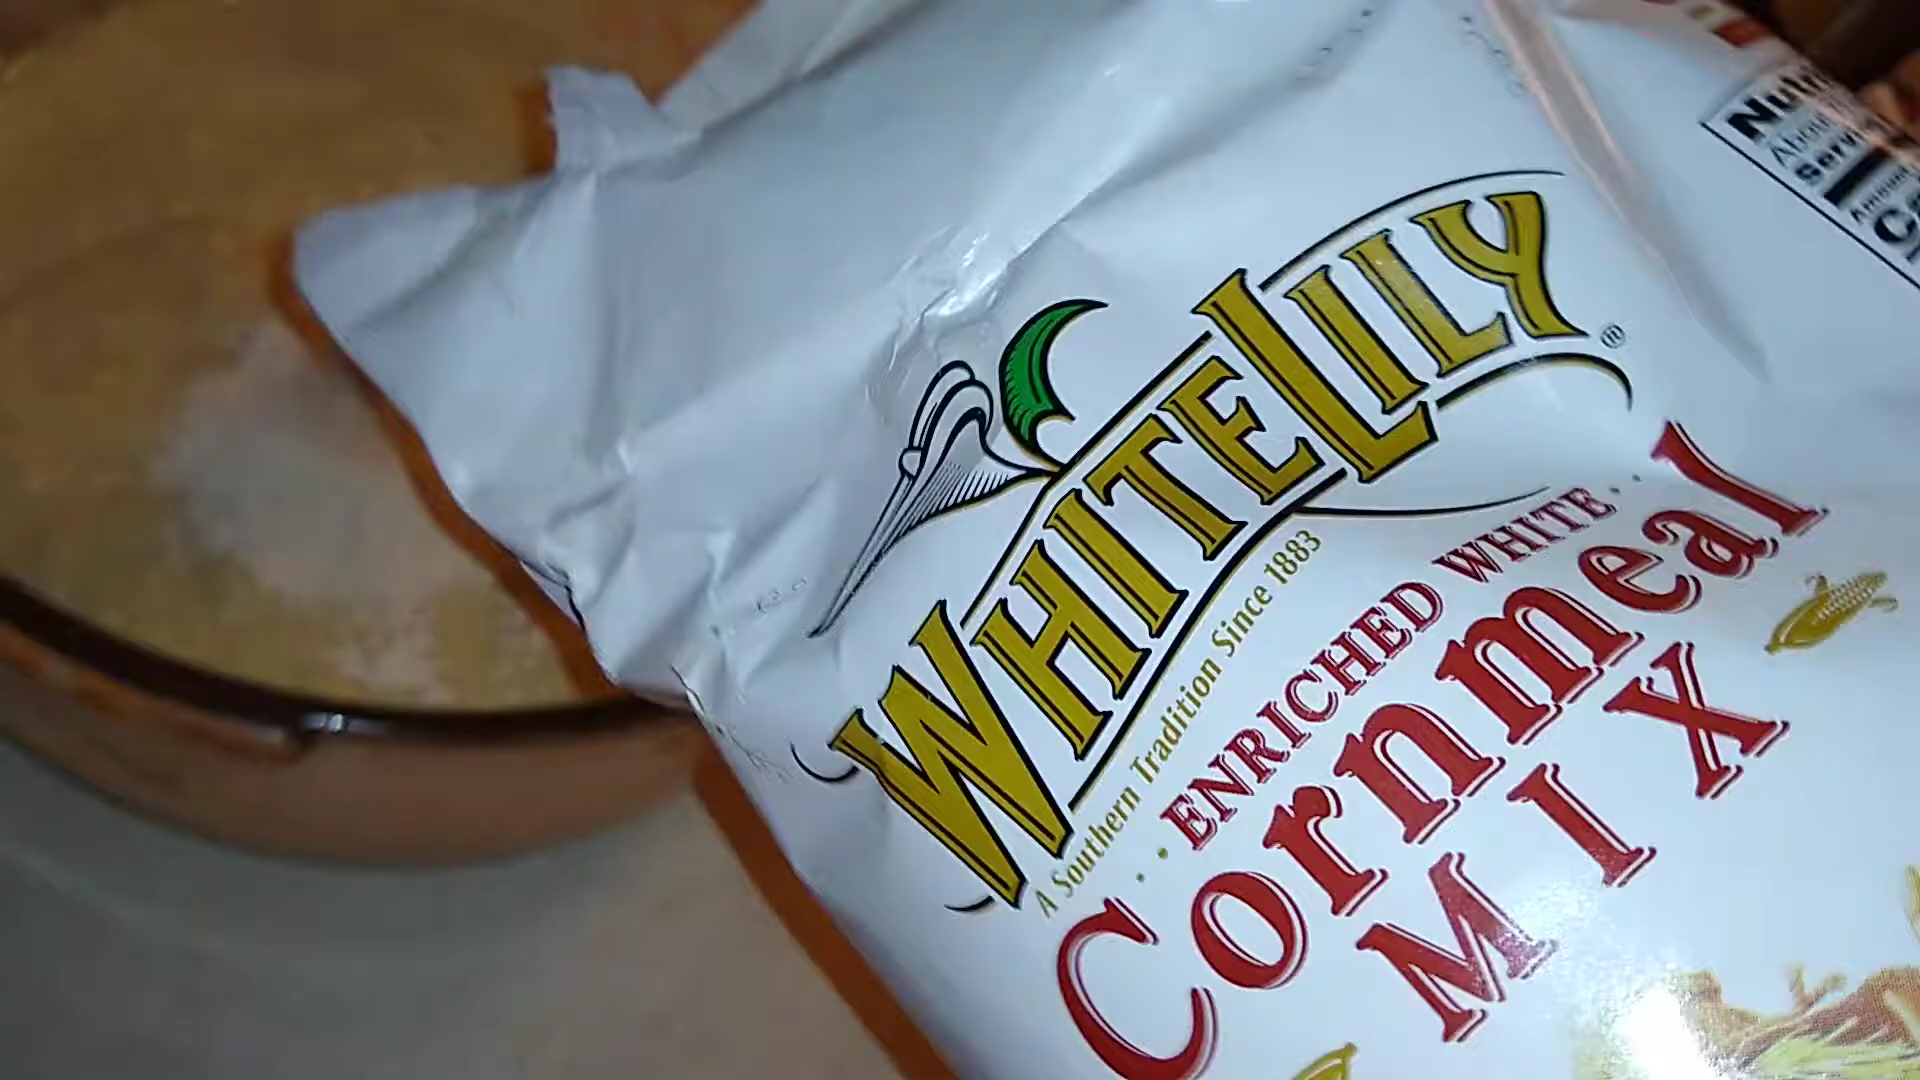 WHITE LILY ®
A Southern Tradition Since 1883
ENRICHED WHITE
Cornmeal
MIX